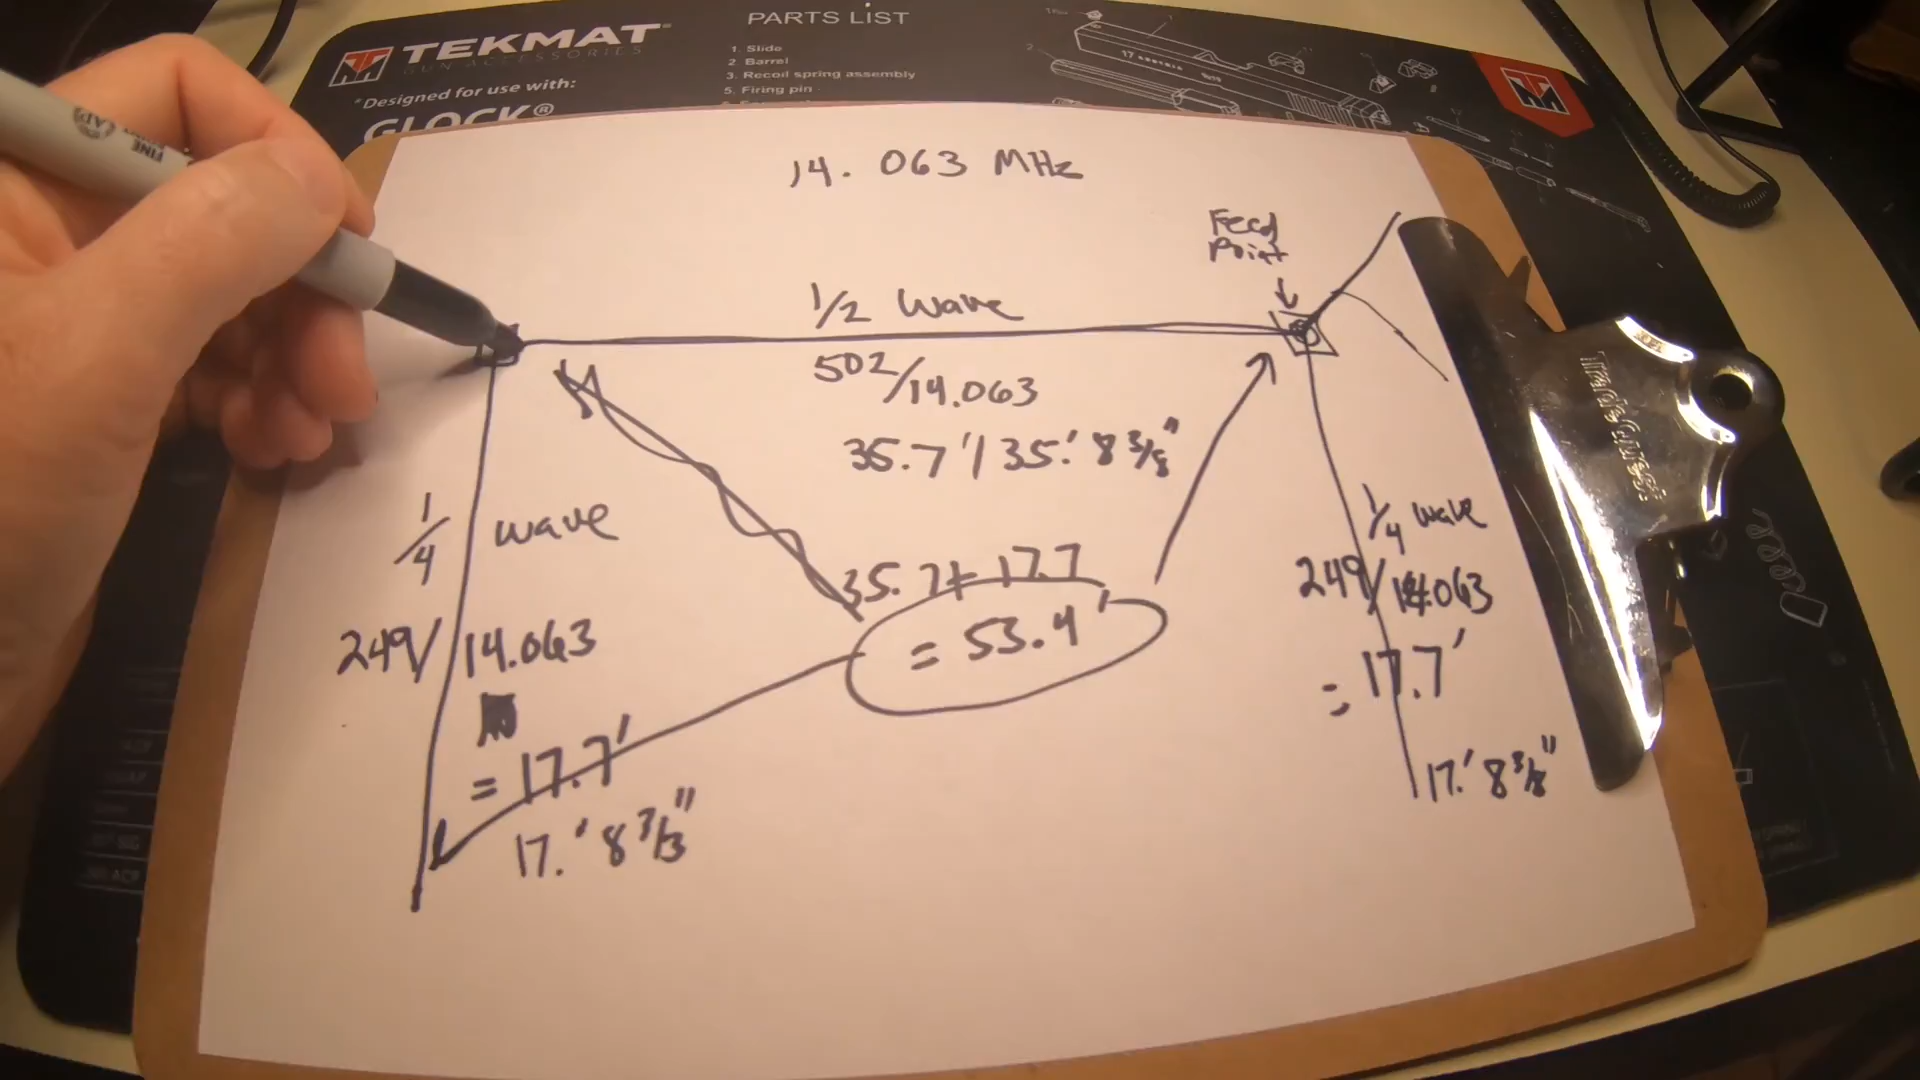 TEKMAT®
GUN ACCESSORIES
*Designed for use with:
GLOCK®
PARTS LIST
1. Slide
2. Barrel
3. Recoil spring assembly
5. Firing pin
FINE
14.063 MHz
Feed
Point
1/2 wave
502/14.063
35.7' / 35.' 8 3/8"
1/4 wave
249/14.063
= 17.7'
17.' 8 3/3"
35.7 + 17.7
= 53.4'
1/4 wave
249/14.063
= 17.7'
17.' 8 3/8"